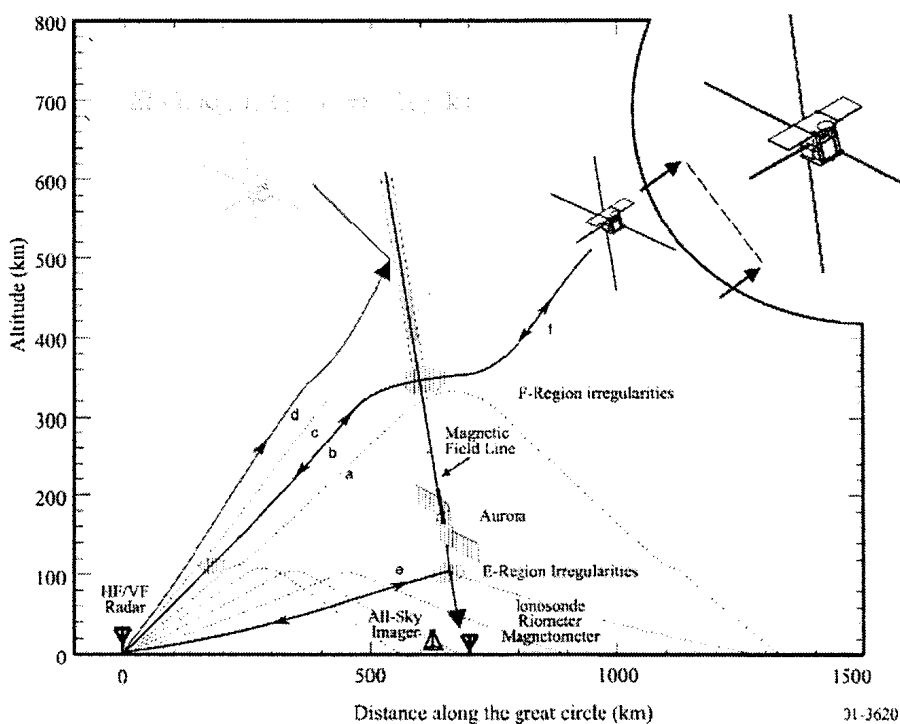 800
700
600
500
400
300
200
100
0
Altitude (km)
d
c
b
a
f
e
F-Region irregularities
Magnetic
Field Line
Aurora
E-Region Irregularities
HF/VF
Radar
All-Sky
Imager
Ionosonde
Riometer
Magnetometer
0
500
1000
1500
Distance along the great circle (km)
01-3620